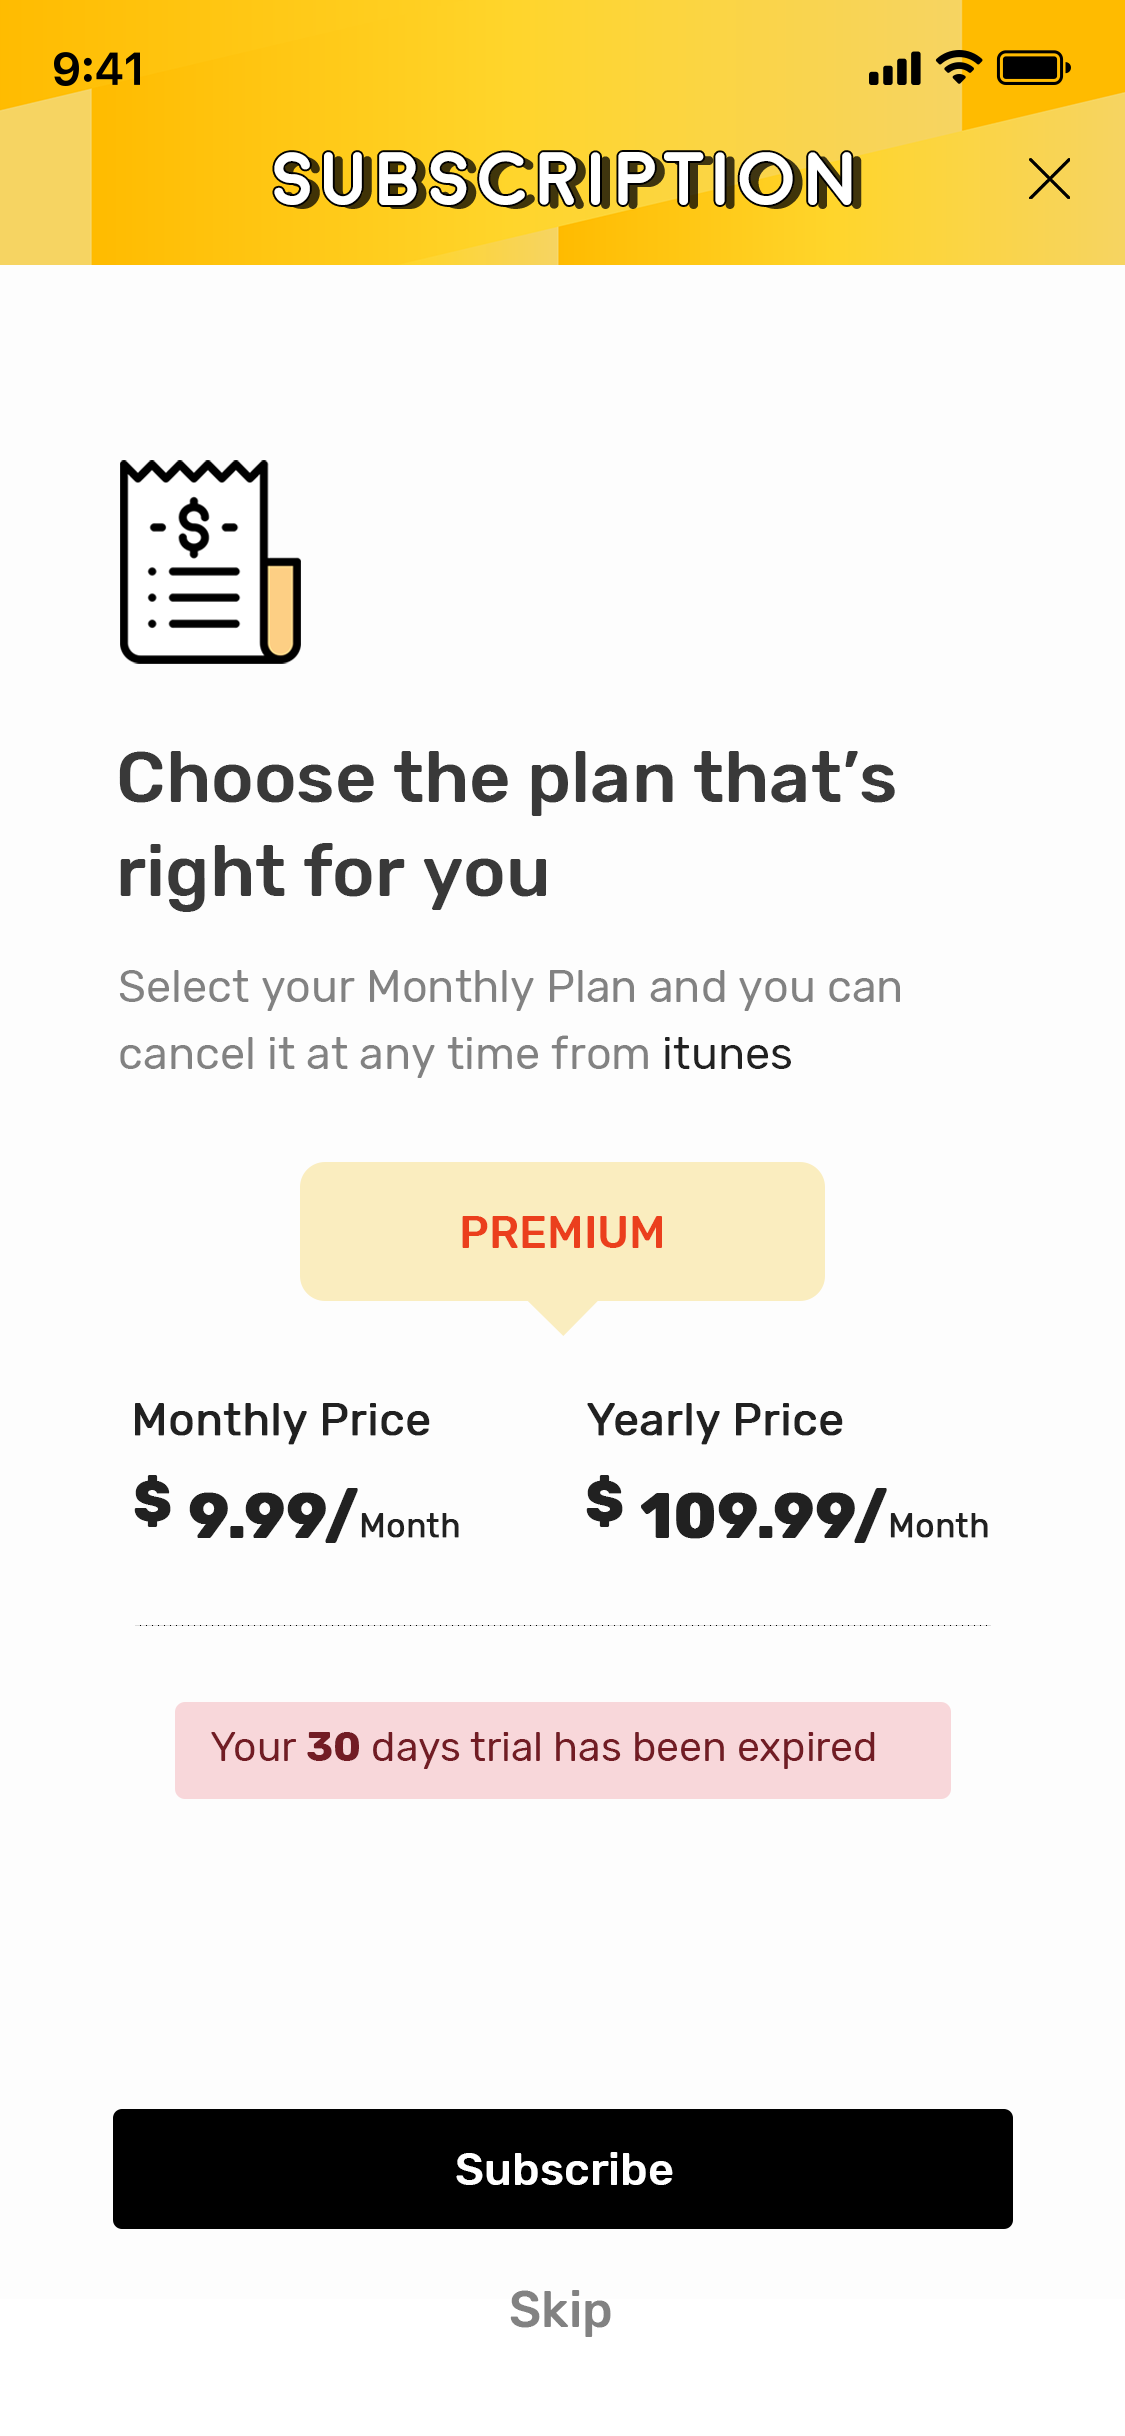 9:41
SUBSCRIPTION
$
Choose the plan that’s
right for you
Select your Monthly Plan and you can
cancel it at any time from itunes
PREMIUM
Monthly Price
$ 9.99/Month
Yearly Price
$ 109.99/Month
Your 30 days trial has been expired
Subscribe
Skip